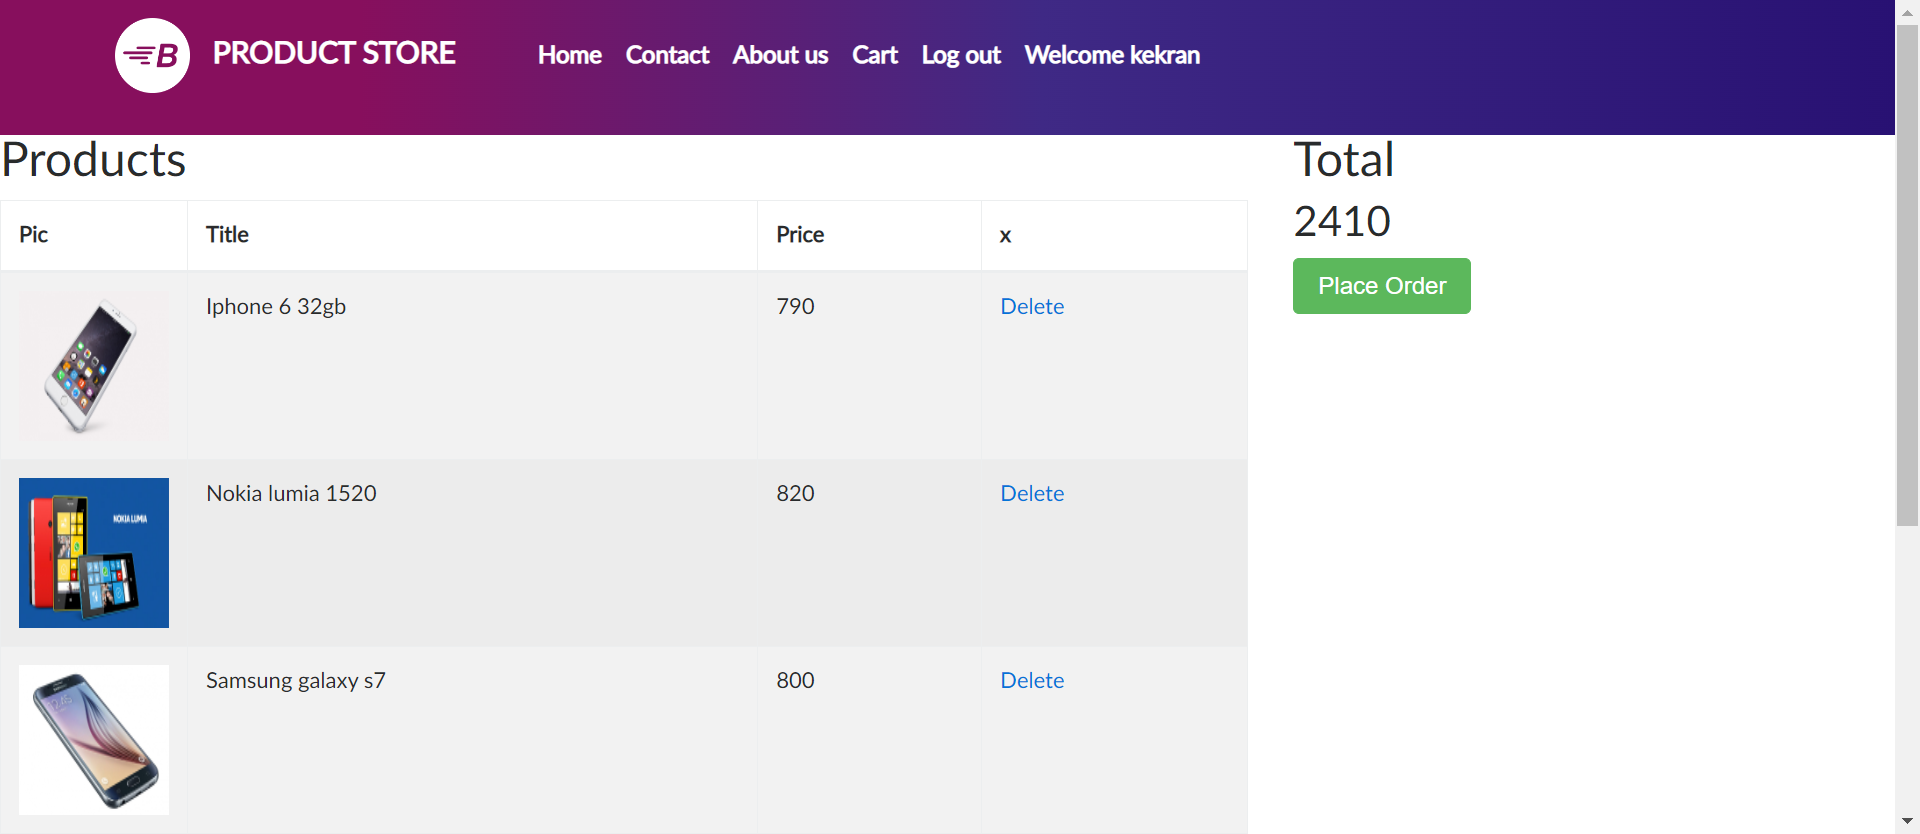 B PRODUCT STORE Home Contact About us Cart Log out Welcome kekran
Products
Pic Title Price x
Iphone 6 32gb 790 Delete
NOKIA LUMIA
Nokia lumia 1520 820 Delete
Samsung galaxy s7 800 Delete
Total
2410
Place Order